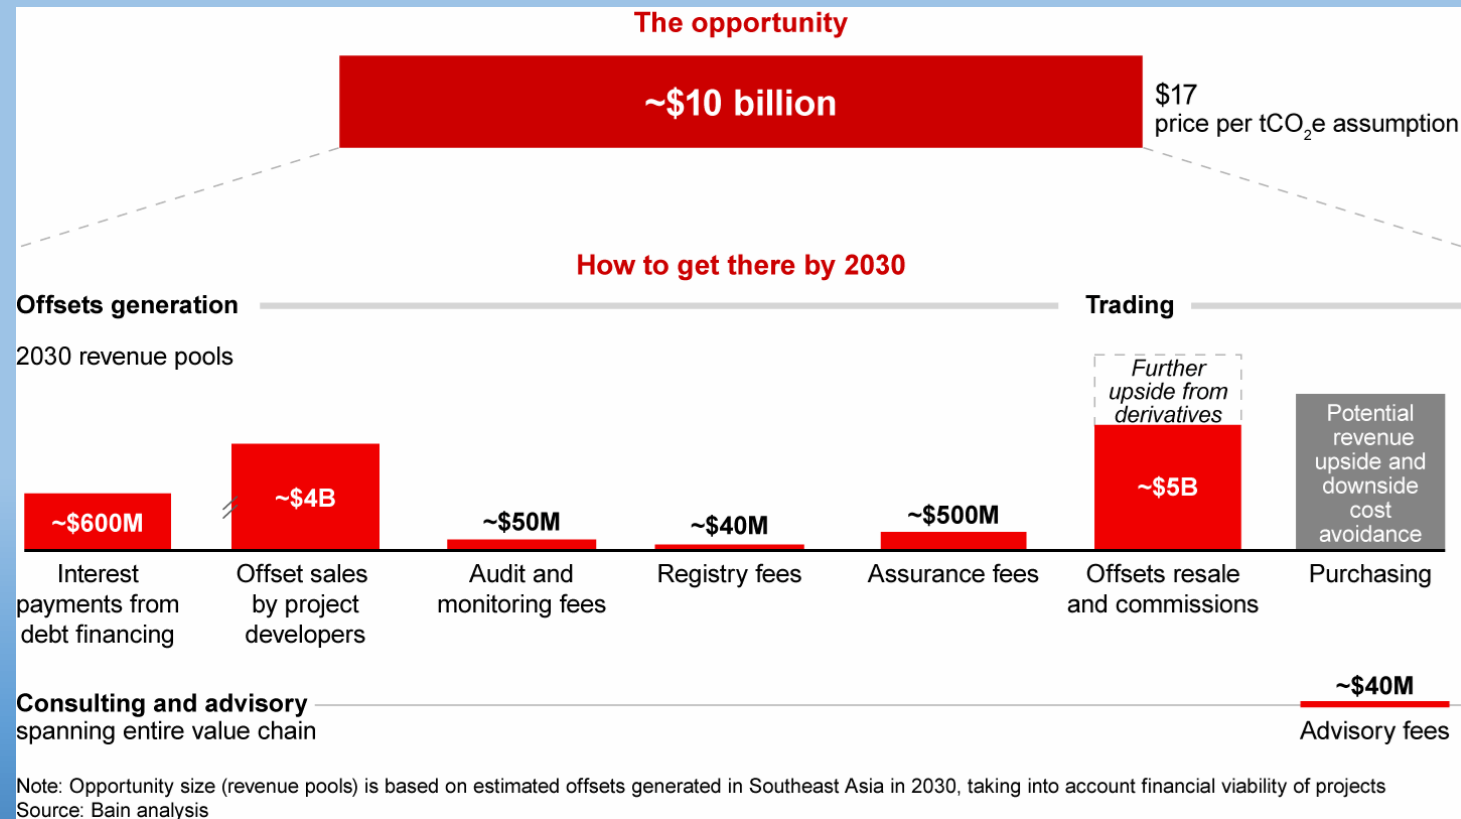 The opportunity
~$10 billion
$17
price per tCO₂e assumption
How to get there by 2030
Offsets generation
Trading
2030 revenue pools
~$600M
Interest
payments from
debt financing
~$4B
Offset sales
by project
developers
~$50M
Audit and
monitoring fees
~$40M
Registry fees
~$500M
Assurance fees
Further
upside from
derivatives
~$5B
Offsets resale
and commissions
Potential
revenue
upside and
downside
cost
avoidance
Purchasing
Consulting and advisory
spanning entire value chain
~$40M
Advisory fees
Note: Opportunity size (revenue pools) is based on estimated offsets generated in Southeast Asia in 2030, taking into account financial viability of projects
Source: Bain analysis